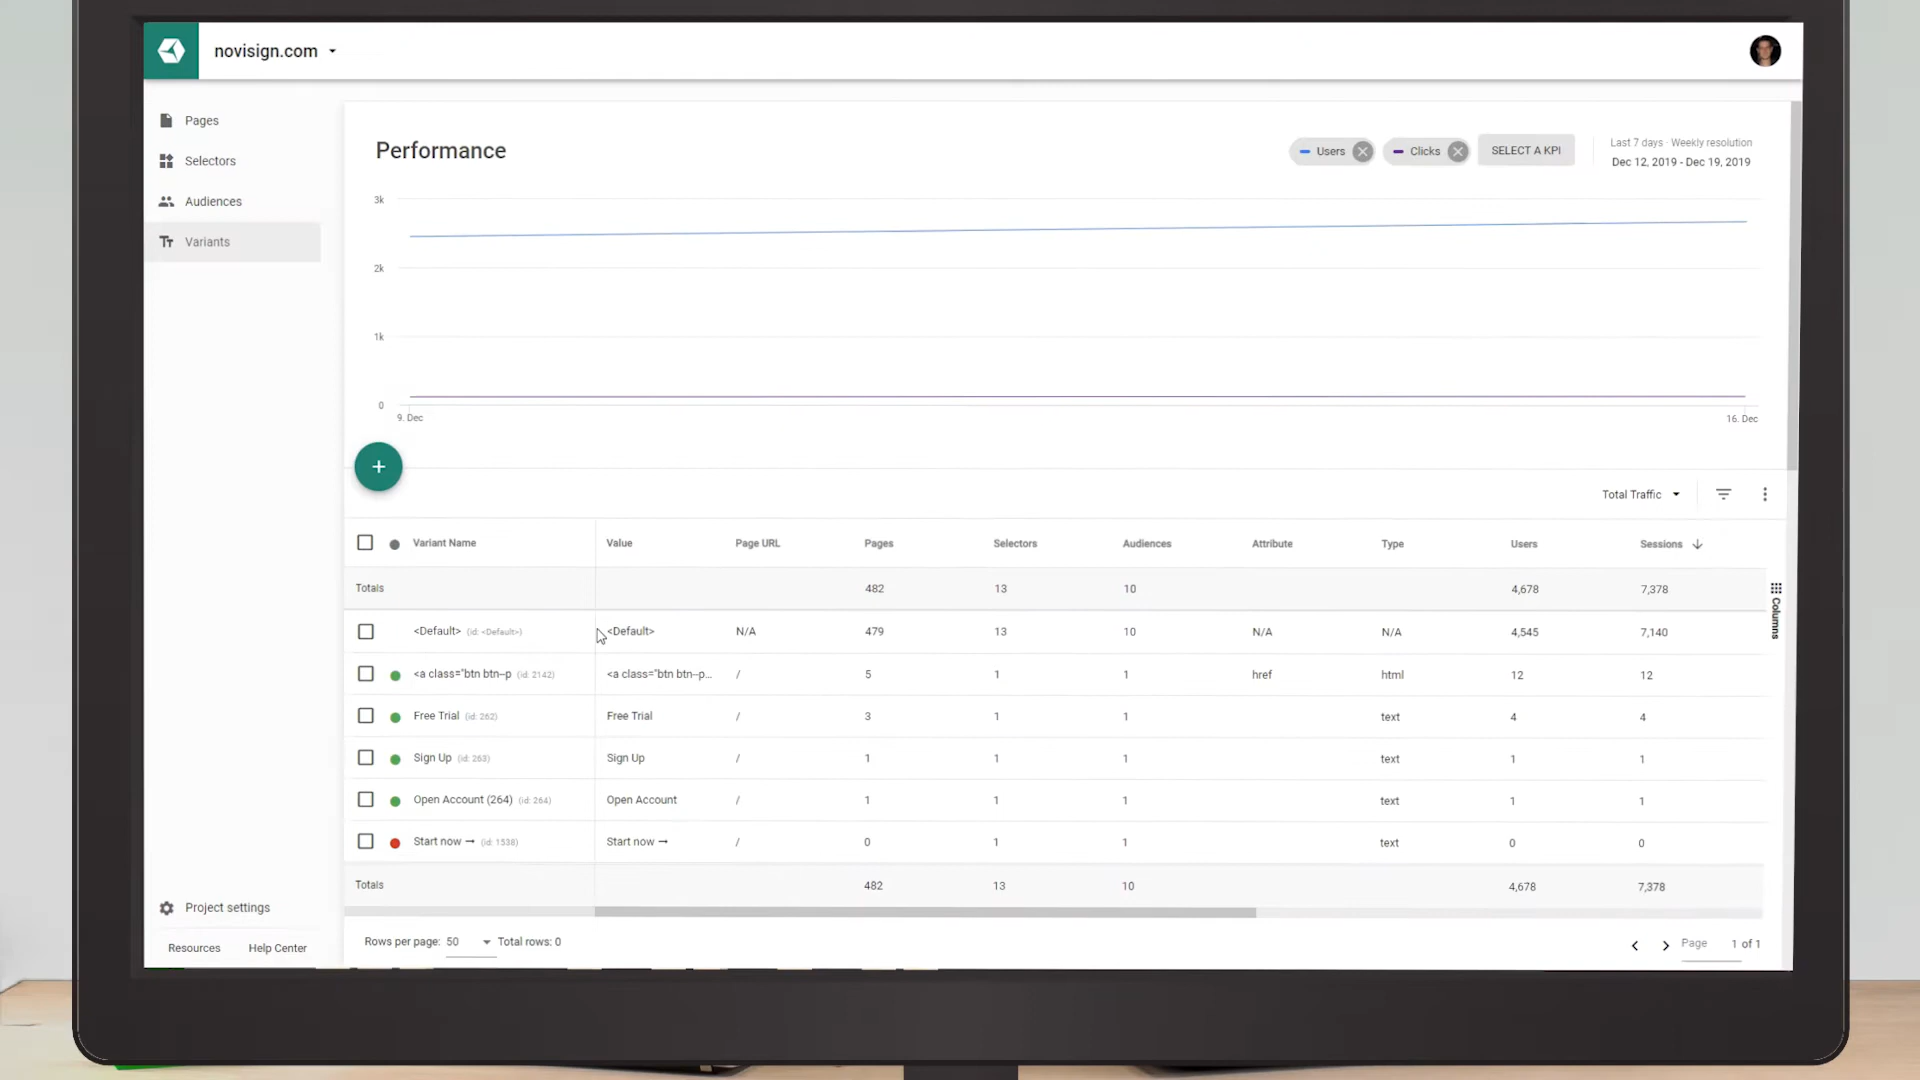 novisign.com
Pages
Selectors
Audiences
Variants
Performance
Users
Clicks
SELECT A KPI
Last 7 days · Weekly resolution
Dec 12, 2019 - Dec 19, 2019
3k
2k
1k
0
9. Dec
16. Dec
+
Total Traffic
Variant Name Value Page URL Pages Selectors Audiences Attribute Type Users Sessions
Totals 482 13 10 4,678 7,378
<Default> (id: <Default>) <Default> N/A 479 13 10 N/A N/A 4,545 7,140
<a class="btn btn--p (id: 2142) <a class="btn btn--p... / 5 1 1 href html 12 12
Free Trial (id: 262) Free Trial / 3 1 1 text 4 4
Sign Up (id: 263) Sign Up / 1 1 1 text 1 1
Open Account (264) (id: 264) Open Account / 1 1 1 text 1 1
Start now → (id: 1538) Start now → / 0 1 1 text 0 0
Totals 482 13 10 4,678 7,378
Columns
Rows per page: 50 Total rows: 0
Page 1 of 1
Project settings
Resources Help Center